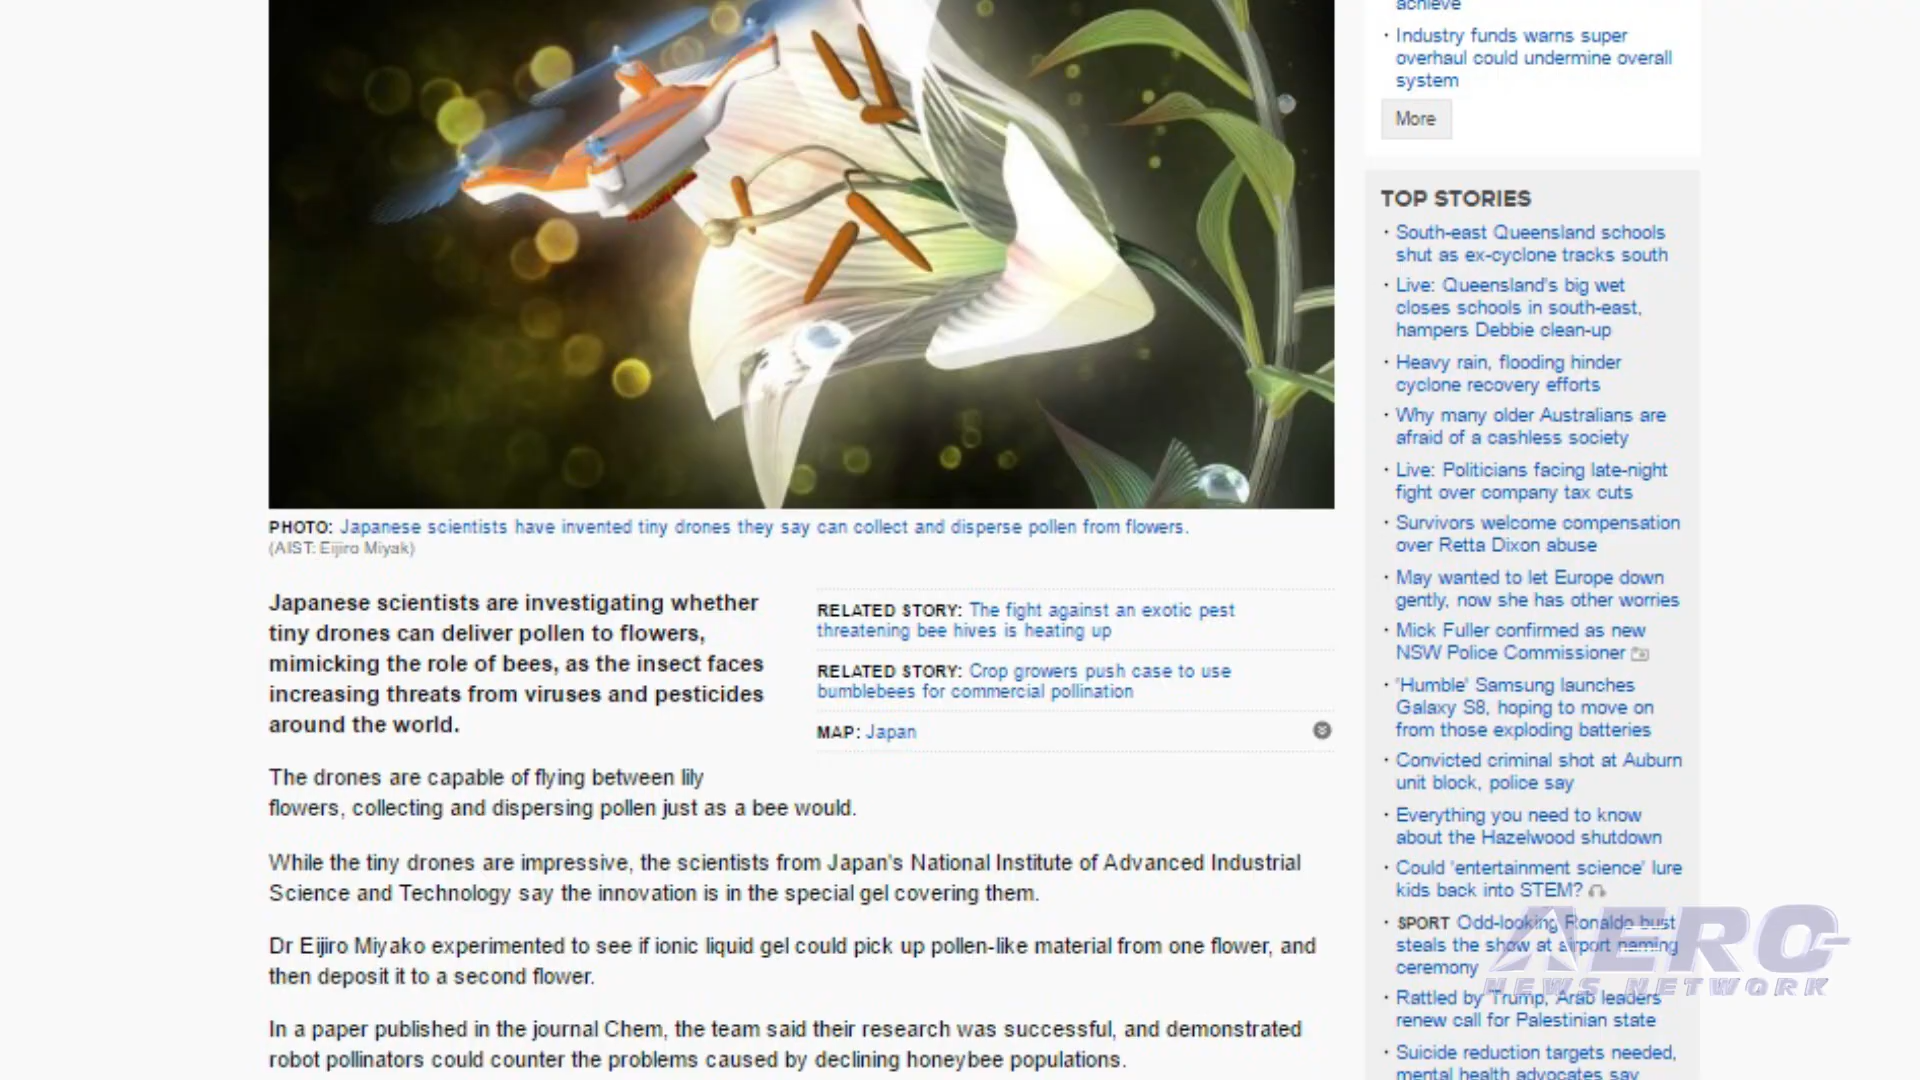 achieve
· Industry funds warns super
overhaul could undermine overall
system
More
TOP STORIES
· South-east Queensland schools
shut as ex-cyclone tracks south
· Live: Queensland's big wet
closes schools in south-east,
hampers Debbie clean-up
· Heavy rain, flooding hinder
cyclone recovery efforts
· Why many older Australians are
afraid of a cashless society
· Live: Politicians facing late-night
fight over company tax cuts
· Survivors welcome compensation
over Retta Dixon abuse
· May wanted to let Europe down
gently, now she has other worries
· Mick Fuller confirmed as new
NSW Police Commissioner
· 'Humble' Samsung launches
Galaxy S8, hoping to move on
from those exploding batteries
· Convicted criminal shot at Auburn
unit block, police say
· Everything you need to know
about the Hazelwood shutdown
· Could 'entertainment science' lure
kids back into STEM?
· SPORT Odd-looking Ronaldo bust
steals the show at airport naming
ceremony
· Rattled by Trump, Arab leaders
renew call for Palestinian state
· Suicide reduction targets needed,
mental health advocates say
PHOTO: Japanese scientists have invented tiny drones they say can collect and disperse pollen from flowers.
(AIST: Eijiro Miyak)
Japanese scientists are investigating whether
tiny drones can deliver pollen to flowers,
mimicking the role of bees, as the insect faces
increasing threats from viruses and pesticides
around the world.
RELATED STORY: The fight against an exotic pest
threatening bee hives is heating up
RELATED STORY: Crop growers push case to use
bumblebees for commercial pollination
MAP: Japan
The drones are capable of flying between lily
flowers, collecting and dispersing pollen just as a bee would.
While the tiny drones are impressive, the scientists from Japan's National Institute of Advanced Industrial
Science and Technology say the innovation is in the special gel covering them.
Dr Eijiro Miyako experimented to see if ionic liquid gel could pick up pollen-like material from one flower, and
then deposit it to a second flower.
In a paper published in the journal Chem, the team said their research was successful, and demonstrated
robot pollinators could counter the problems caused by declining honeybee populations.
AERO-
NEWS NETWORK